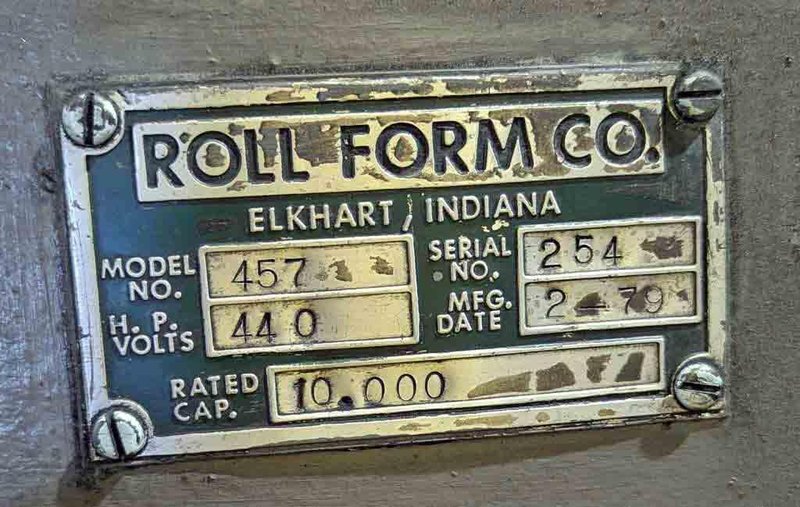 ROLL FORM CO.
ELKHART, INDIANA
MODEL NO. 457
SERIAL NO. 254
H. P. VOLTS 440
MFG. DATE 2-79
RATED CAP. 10.000